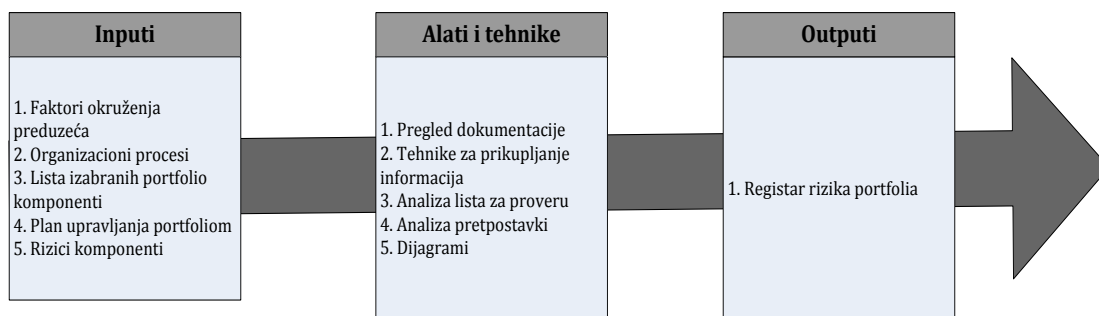 Inputi
1. Faktori okruženja
preduzeća
2. Organizacioni procesi
3. Lista izabranih portfolio
komponenti
4. Plan upravljanja portfoliom
5. Rizici komponenti
Alati i tehnike
1. Pregled dokumentacije
2. Tehnike za prikupljanje
informacija
3. Analiza lista za proveru
4. Analiza pretpostavki
5. Dijagrami
Outputi
1. Registar rizika portfolia